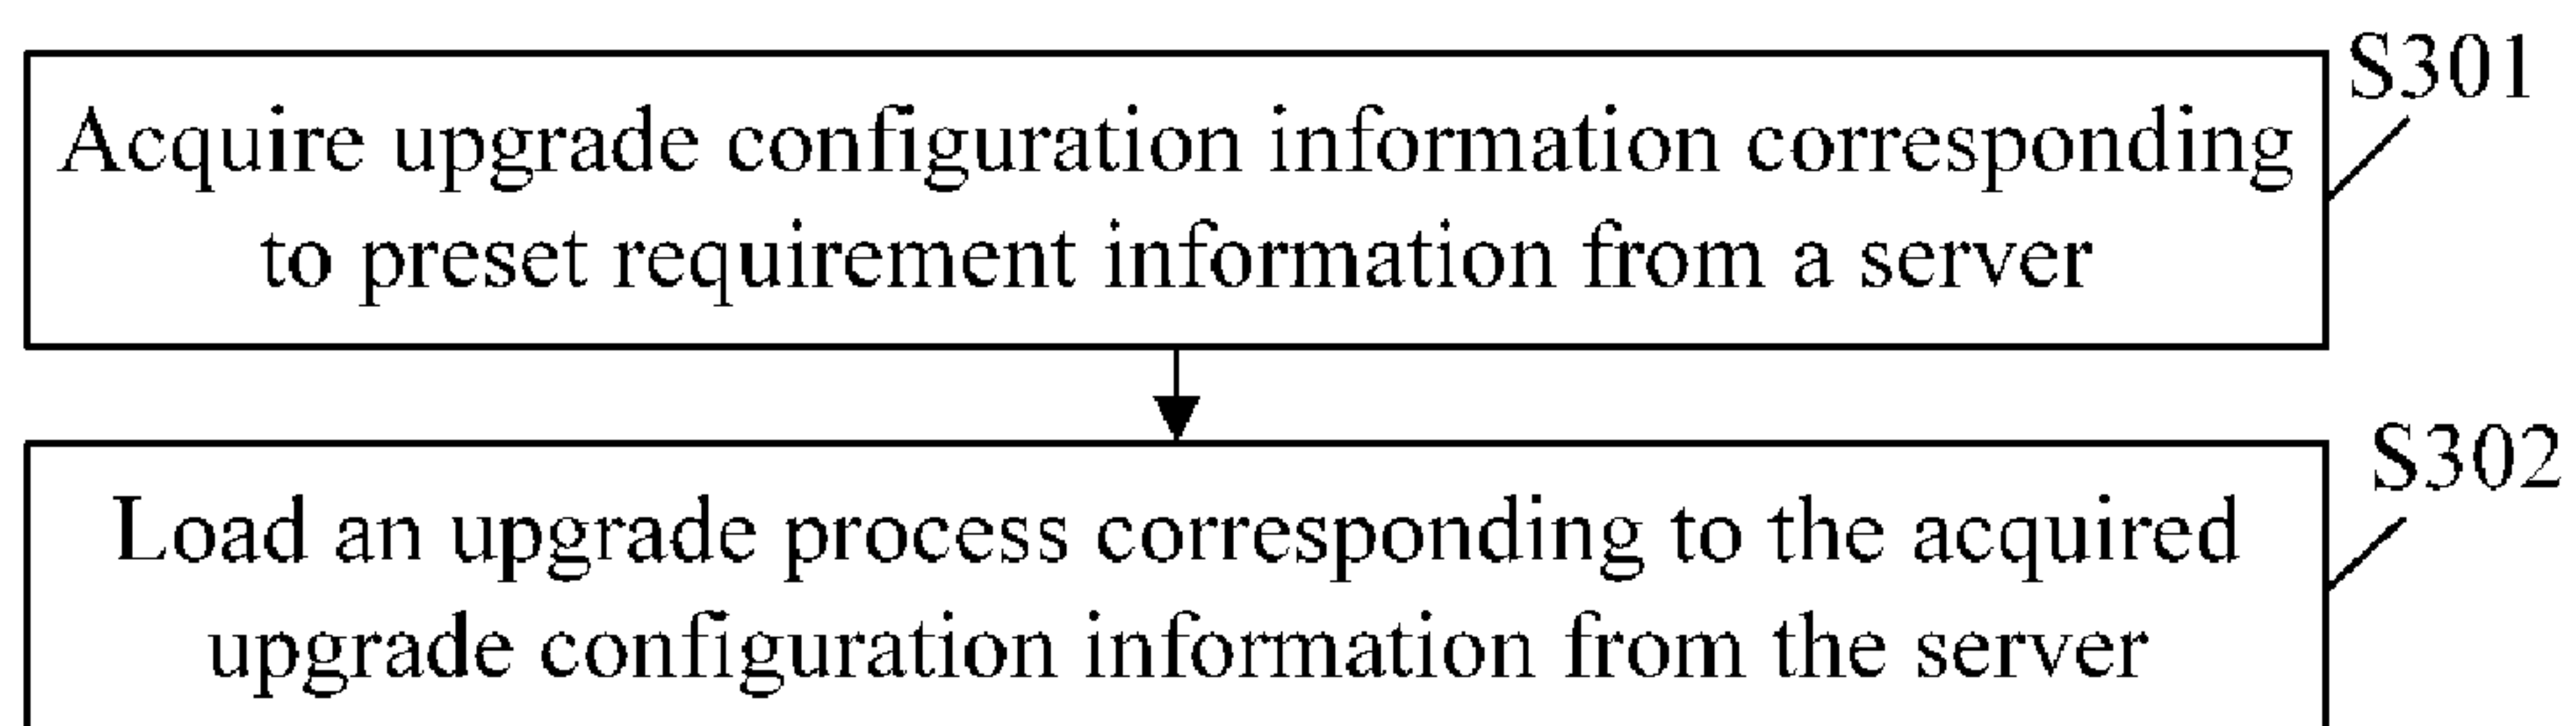 S301
Acquire upgrade configuration information corresponding
to preset requirement information from a server
S302
Load an upgrade process corresponding to the acquired
upgrade configuration information from the server